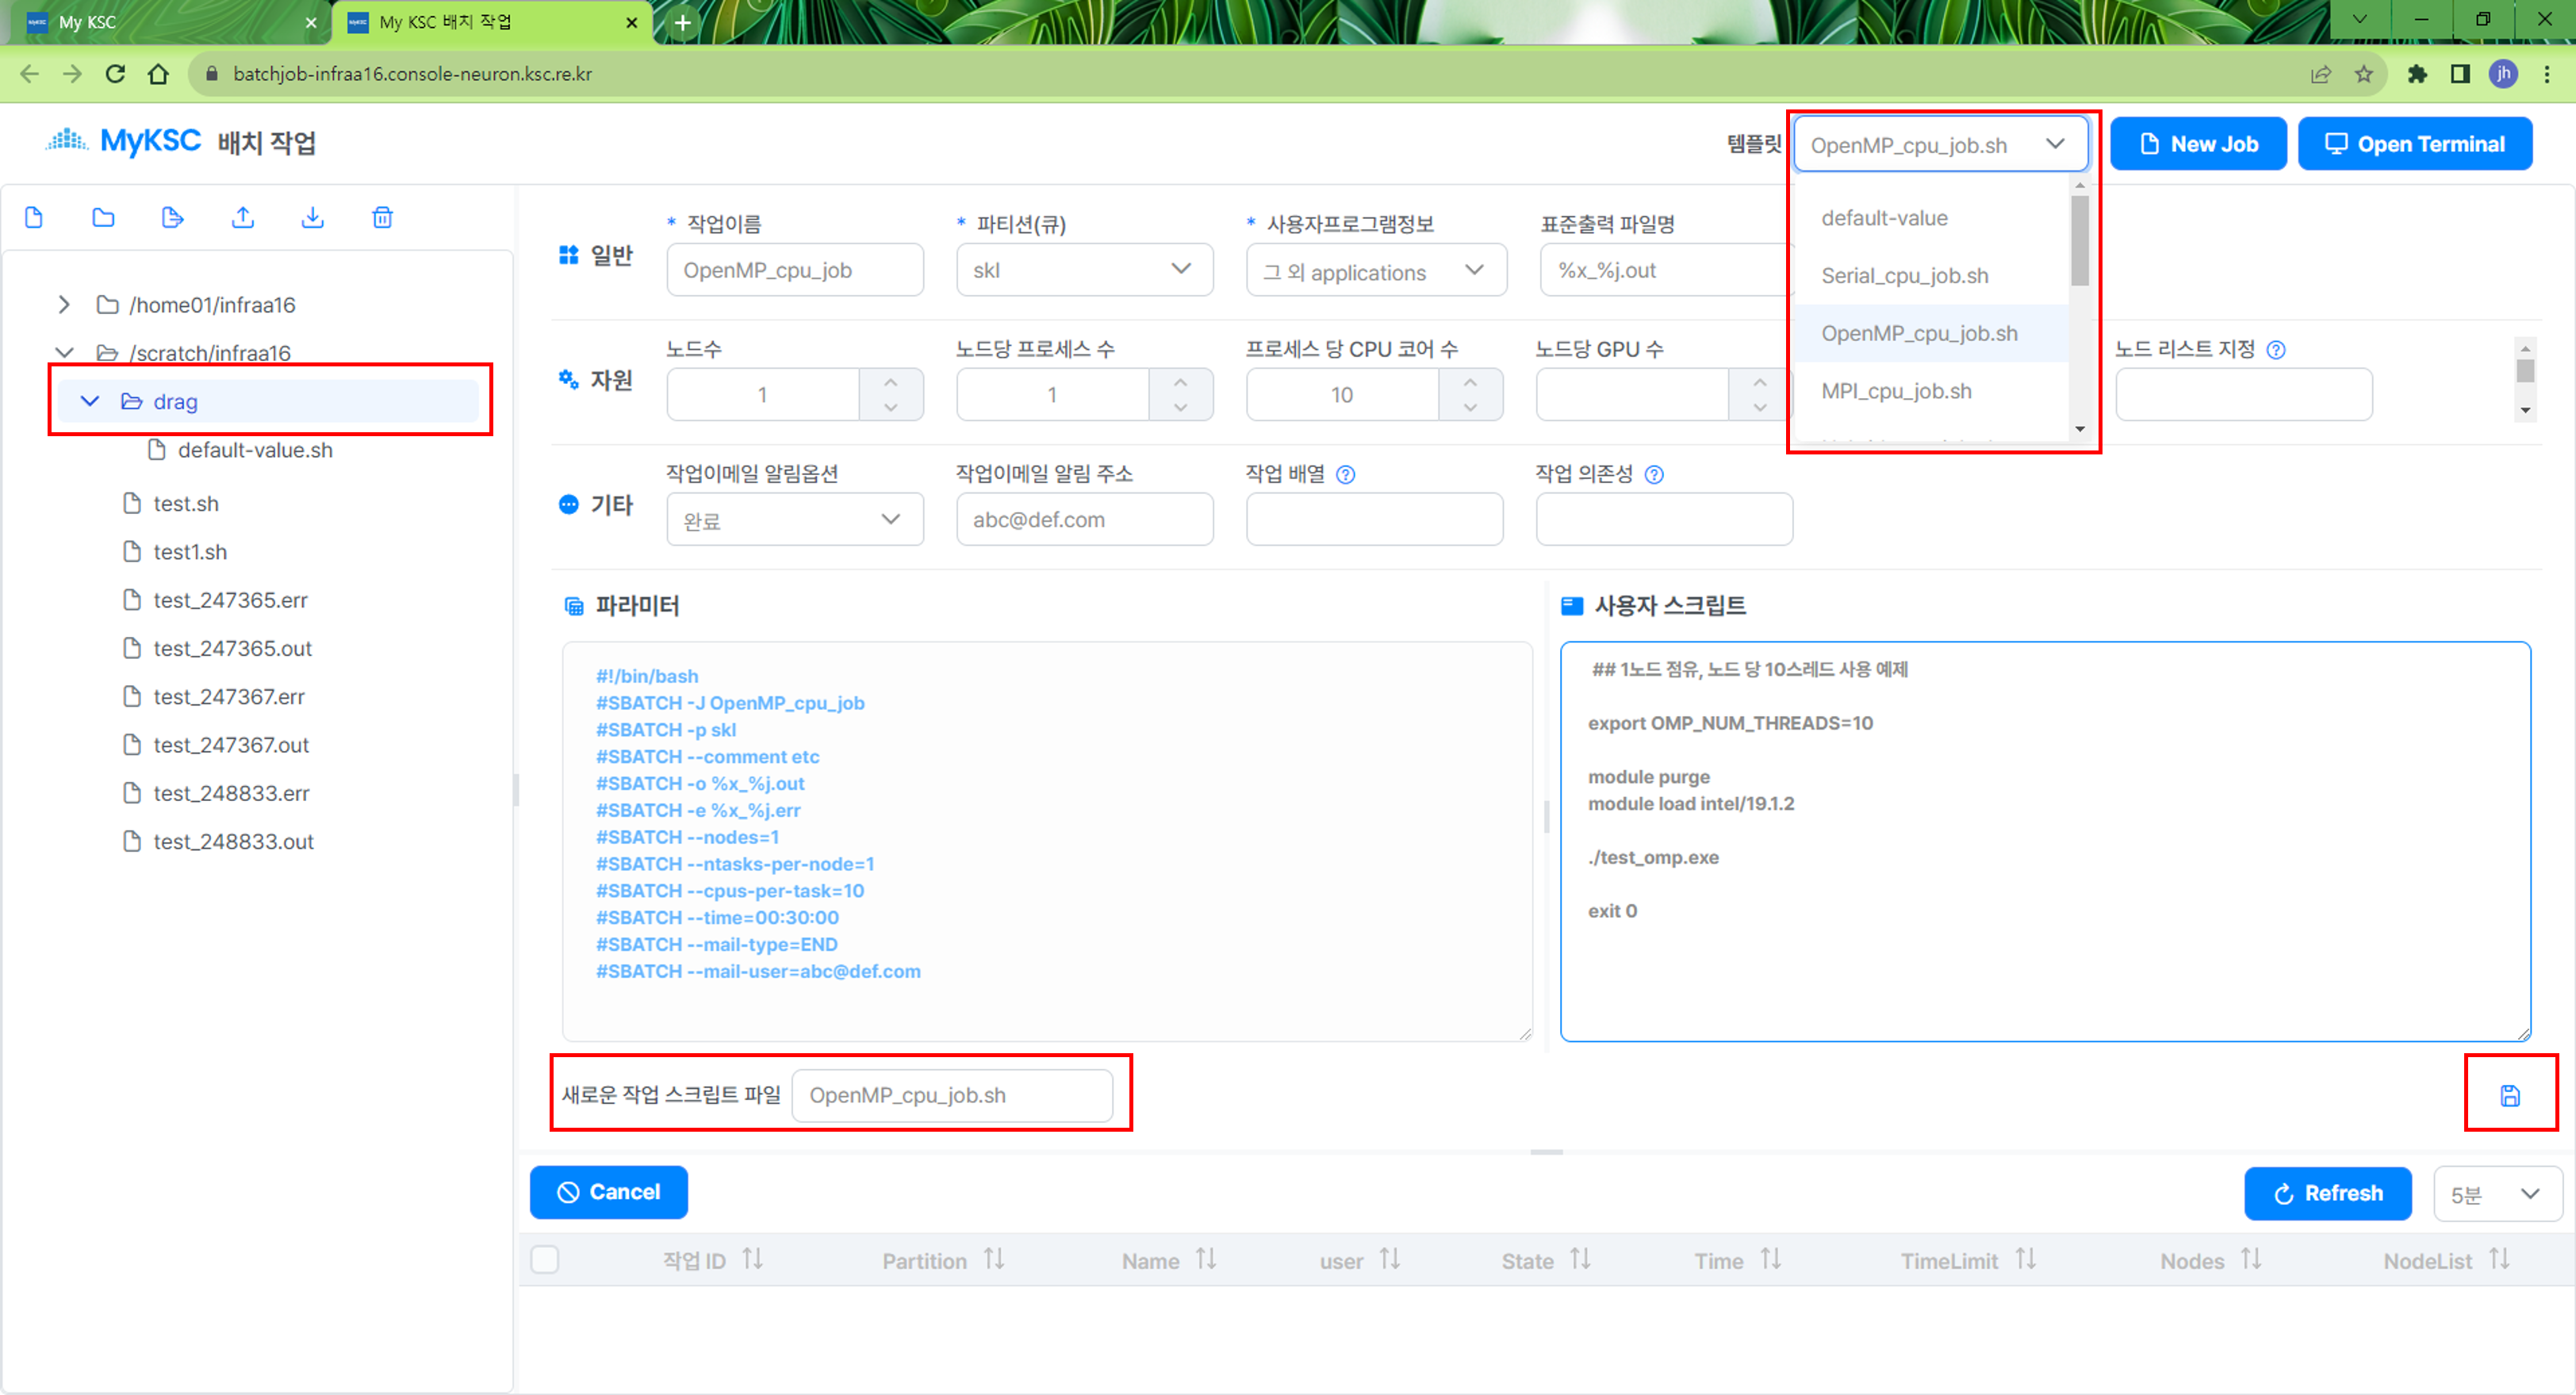 My KSC
My KSC 배치 작업
batchjob-infraa16.console-neuron.ksc.re.kr
jh
MyKSC 배치 작업
템플릿
OpenMP_cpu_job.sh
New Job
Open Terminal
default-value
Serial_cpu_job.sh
OpenMP_cpu_job.sh
MPI_cpu_job.sh
/home01/infraa16
/scratch/infraa16
drag
default-value.sh
test.sh
test1.sh
test_247365.err
test_247365.out
test_247367.err
test_247367.out
test_248833.err
test_248833.out
일반
* 작업이름
* 파티션(큐)
* 사용자프로그램정보
표준출력 파일명
OpenMP_cpu_job
skl
그 외 applications
%x_%j.out
자원
노드수
노드당 프로세스 수
프로세스 당 CPU 코어 수
노드당 GPU 수
노드 리스트 지정
1
1
10
기타
작업이메일 알림옵션
작업이메일 알림 주소
작업 배열
작업 의존성
완료
abc@def.com
파라미터
#!/bin/bash
#SBATCH -J OpenMP_cpu_job
#SBATCH -p skl
#SBATCH --comment etc
#SBATCH -o %x_%j.out
#SBATCH -e %x_%j.err
#SBATCH --nodes=1
#SBATCH --ntasks-per-node=1
#SBATCH --cpus-per-task=10
#SBATCH --time=00:30:00
#SBATCH --mail-type=END
#SBATCH --mail-user=abc@def.com
사용자 스크립트
## 1노드 점유, 노드 당 10스레드 사용 예제
export OMP_NUM_THREADS=10
module purge
module load intel/19.1.2
./test_omp.exe
exit 0
새로운 작업 스크립트 파일
OpenMP_cpu_job.sh
Cancel
Refresh
5분
작업 ID
Partition
Name
user
State
Time
TimeLimit
Nodes
NodeList